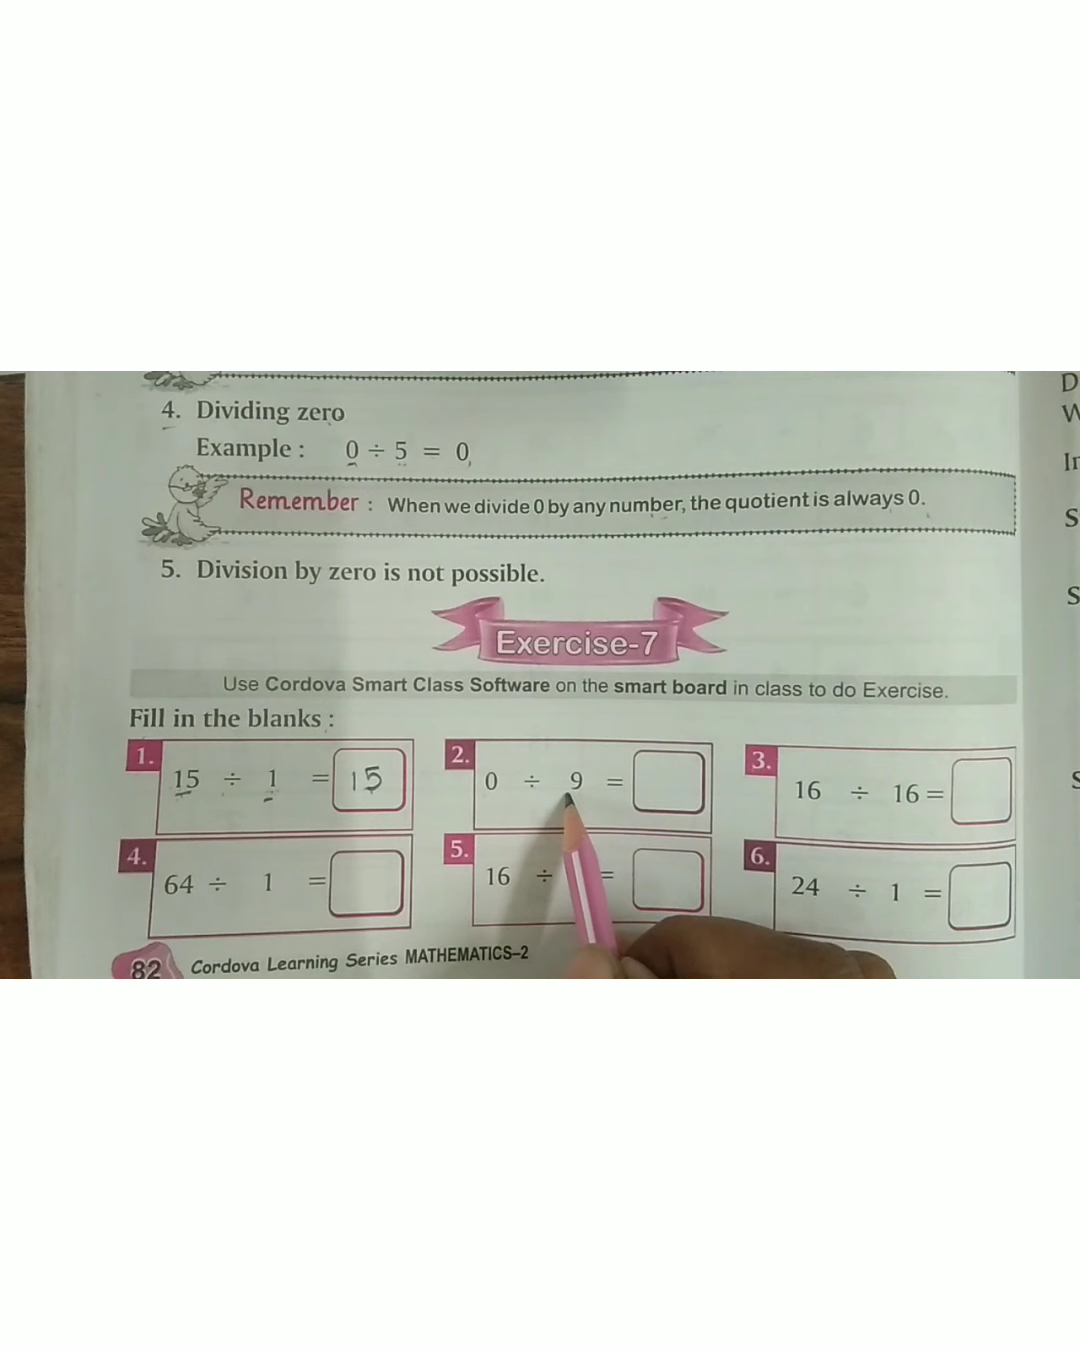 4. Dividing zero
Example : 0 ÷ 5 = 0
Remember : When we divide 0 by any number, the quotient is always 0.
5. Division by zero is not possible.
Exercise-7
Use Cordova Smart Class Software on the smart board in class to do Exercise.
Fill in the blanks :
1. 15 ÷ 1 = 15
2. 0 ÷ 9 =
3. 16 ÷ 16 =
4. 64 ÷ 1 =
5. 16 ÷ =
6. 24 ÷ 1 =
82 Cordova Learning Series MATHEMATICS–2